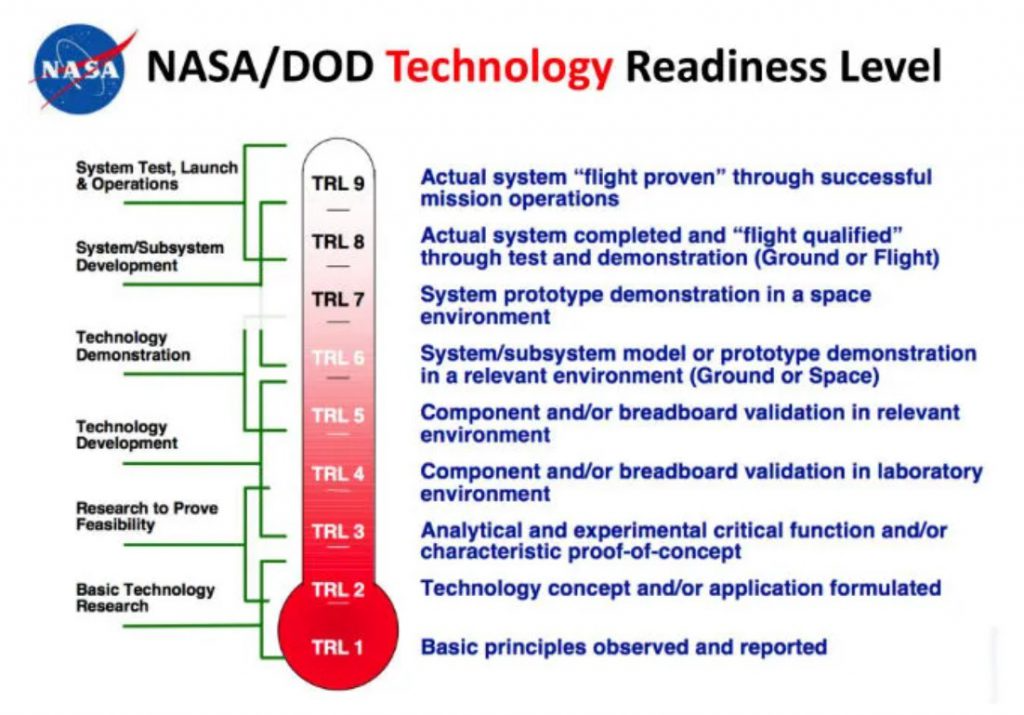 NASA
NASA/DOD Technology Readiness Level
System Test, Launch
& Operations
System/Subsystem
Development
Technology
Demonstration
Technology
Development
Research to Prove
Feasibility
Basic Technology
Research
TRL 9
TRL 8
TRL 7
TRL 6
TRL 5
TRL 4
TRL 3
TRL 2
TRL 1
Actual system “flight proven” through successful
mission operations
Actual system completed and “flight qualified”
through test and demonstration (Ground or Flight)
System prototype demonstration in a space
environment
System/subsystem model or prototype demonstration
in a relevant environment (Ground or Space)
Component and/or breadboard validation in relevant
environment
Component and/or breadboard validation in laboratory
environment
Analytical and experimental critical function and/or
characteristic proof-of-concept
Technology concept and/or application formulated
Basic principles observed and reported